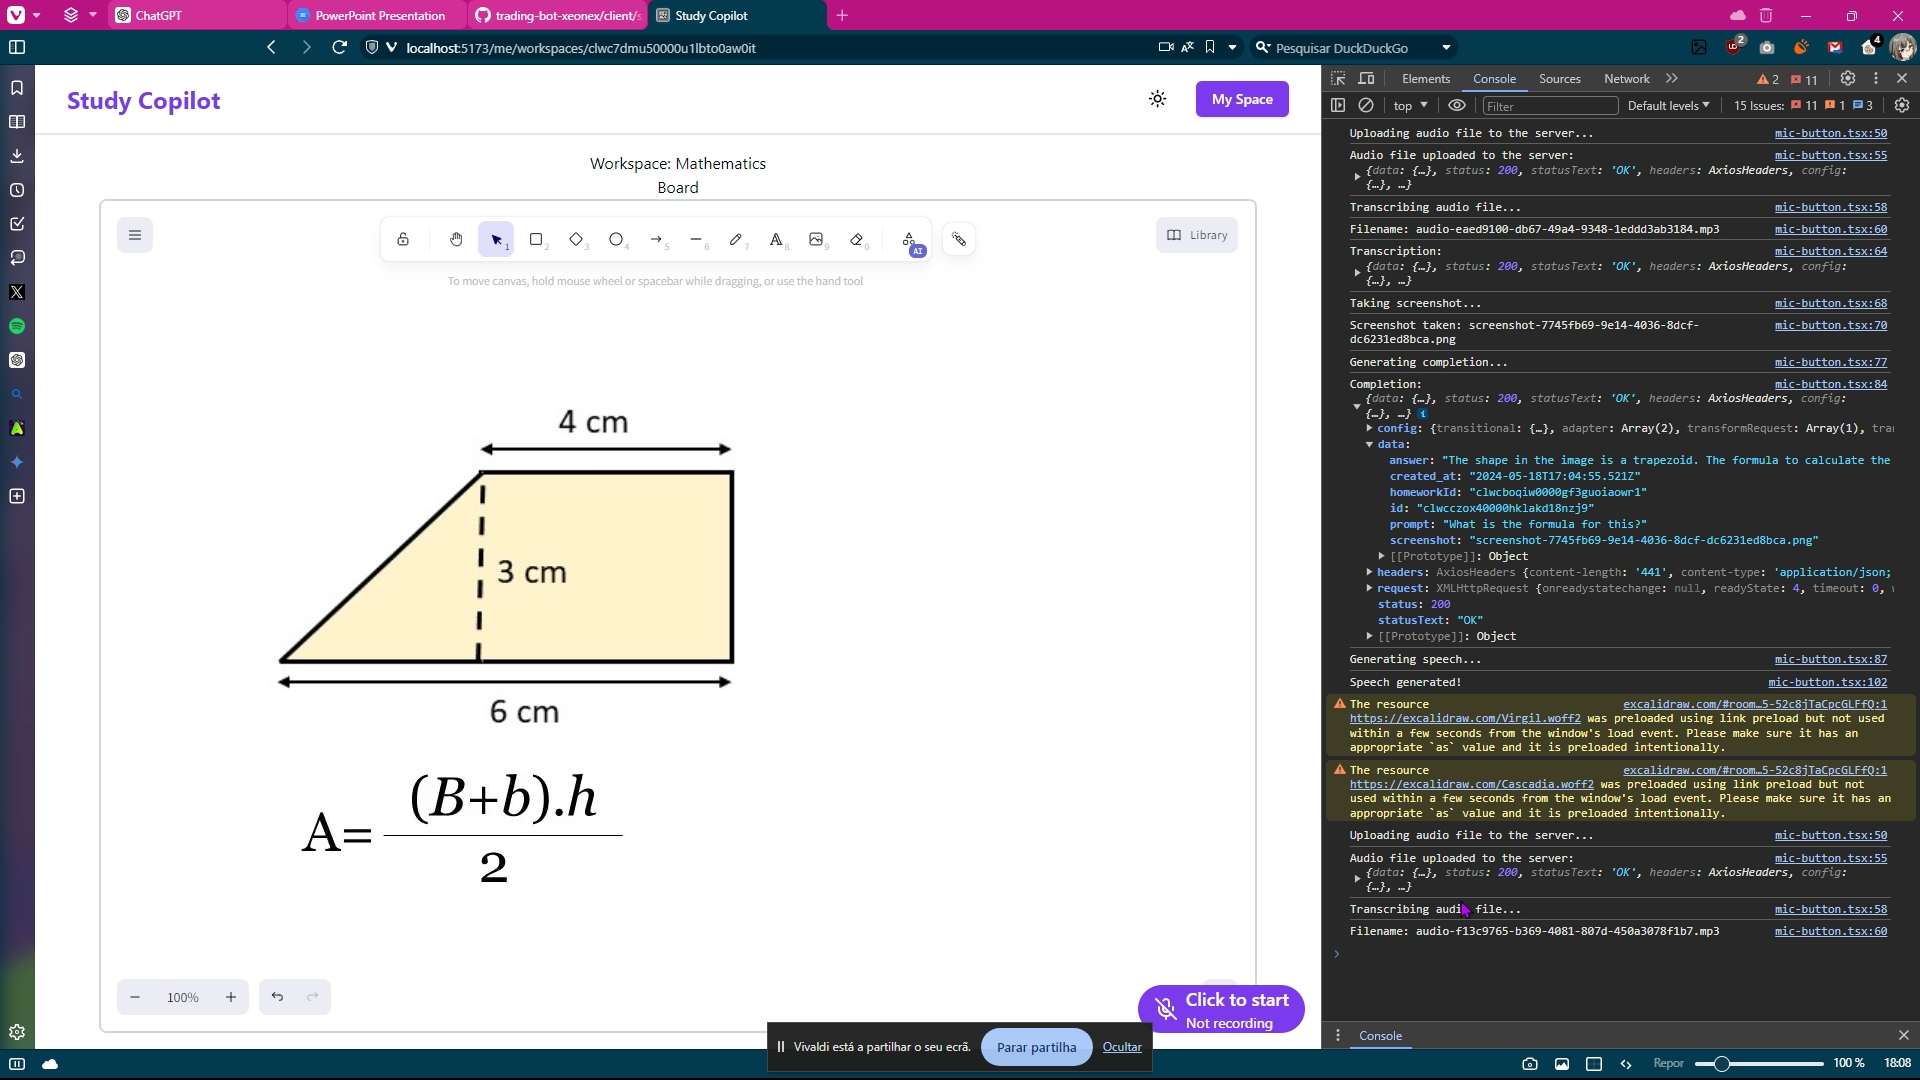 ChatGPT
PowerPoint Presentation
trading-bot-xeonex/client/s
Study Copilot
localhost:5173/me/workspaces/clwc7dmu50000u1lbto0aw0it
Pesquisar DuckDuckGo
2
4
Study Copilot
My Space
Workspace: Mathematics
Board
1
2
3
4
5
6
7
8
9
0
AI
Library
To move canvas, hold mouse wheel or spacebar while dragging, or use the hand tool
4 cm
3 cm
6 cm
A= (B+b).h
2
100%
Click to start
Not recording
Vivaldi está a partilhar o seu ecrã.
Parar partilha
Ocultar
Elements
Console
Sources
Network
2
11
top
Filter
Default levels
15 Issues: 11 1 3
Uploading audio file to the server... mic-button.tsx:50
Audio file uploaded to the server: mic-button.tsx:55
{data: {…}, status: 200, statusText: 'OK', headers: AxiosHeaders, config:
{…}, …}
Transcribing audio file... mic-button.tsx:58
Filename: audio-eaed9100-db67-49a4-9348-1eddd3ab3184.mp3 mic-button.tsx:60
Transcription: mic-button.tsx:64
{data: {…}, status: 200, statusText: 'OK', headers: AxiosHeaders, config:
{…}, …}
Taking screenshot... mic-button.tsx:68
Screenshot taken: screenshot-7745fb69-9e14-4036-8dcf- mic-button.tsx:70
dc6231ed8bca.png
Generating completion... mic-button.tsx:77
Completion: mic-button.tsx:84
{data: {…}, status: 200, statusText: 'OK', headers: AxiosHeaders, config:
{…}, …} i
config: {transitional: {…}, adapter: Array(2), transformRequest: Array(1), tra
data:
answer: "The shape in the image is a trapezoid. The formula to calculate the
created_at: "2024-05-18T17:04:55.521Z"
homeworkId: "clwcboqiw0000gf3guoiaowr1"
id: "clwcczox40000hklakd18nzj9"
prompt: "What is the formula for this?"
screenshot: "screenshot-7745fb69-9e14-4036-8dcf-dc6231ed8bca.png"
[[Prototype]]: Object
headers: AxiosHeaders {content-length: '441', content-type: 'application/json;
request: XMLHttpRequest {onreadystatechange: null, readyState: 4, timeout: 0,
status: 200
statusText: "OK"
[[Prototype]]: Object
Generating speech... mic-button.tsx:87
Speech generated! mic-button.tsx:102
The resource excalidraw.com/#room…5-52c8jTaCpcGLFfQ:1
https://excalidraw.com/Virgil.woff2 was preloaded using link preload but not used
within a few seconds from the window's load event. Please make sure it has an
appropriate `as` value and it is preloaded intentionally.
The resource excalidraw.com/#room…5-52c8jTaCpcGLFfQ:1
https://excalidraw.com/Cascadia.woff2 was preloaded using link preload but not
used within a few seconds from the window's load event. Please make sure it has an
appropriate `as` value and it is preloaded intentionally.
Uploading audio file to the server... mic-button.tsx:50
Audio file uploaded to the server: mic-button.tsx:55
{data: {…}, status: 200, statusText: 'OK', headers: AxiosHeaders, config:
{…}, …}
Transcribing audio file... mic-button.tsx:58
Filename: audio-f13c9765-b369-4081-807d-450a3078f1b7.mp3 mic-button.tsx:60
Console
Repor
100 %
18:08